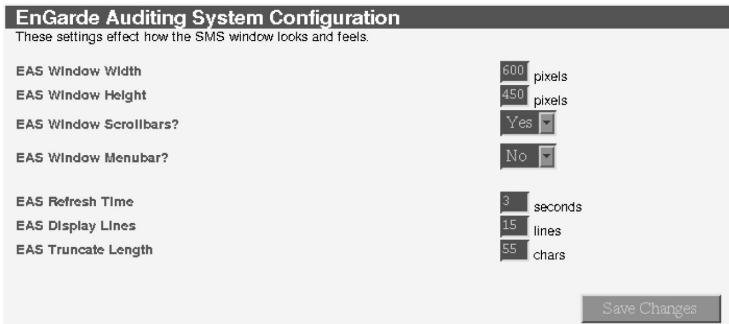 EnGarde Auditing System Configuration
These settings effect how the SMS window looks and feels.
EAS Window Width 600 pixels
EAS Window Height 450 pixels
EAS Window Scrollbars? Yes
EAS Window Menubar? No
EAS Refresh Time 3 seconds
EAS Display Lines 15 lines
EAS Truncate Length 55 chars
Save Changes